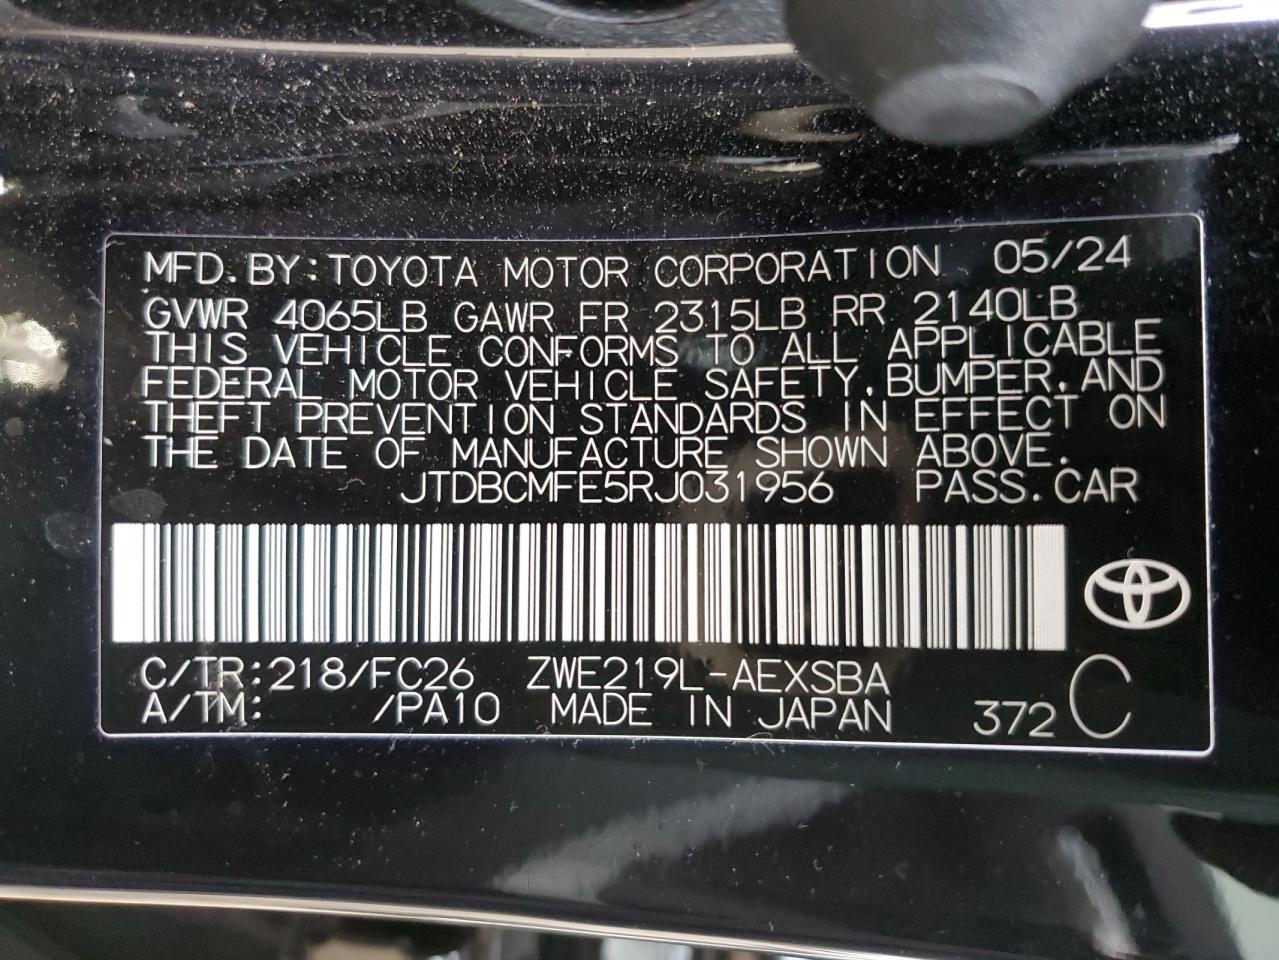 MFD.BY:TOYOTA MOTOR CORPORATION 05/24
GVWR 4065LB GAWR FR 2315LB RR 2140LB
THIS VEHICLE CONFORMS TO ALL APPLICABLE
FEDERAL MOTOR VEHICLE SAFETY,BUMPER,AND
THEFT PREVENTION STANDARDS IN EFFECT ON
THE DATE OF MANUFACTURE SHOWN ABOVE.
JTDBCMFE5RJ031956 PASS.CAR
C/TR:218/FC26 ZWE219L-AEXSBA
A/TM: /PA10 MADE IN JAPAN 372 C